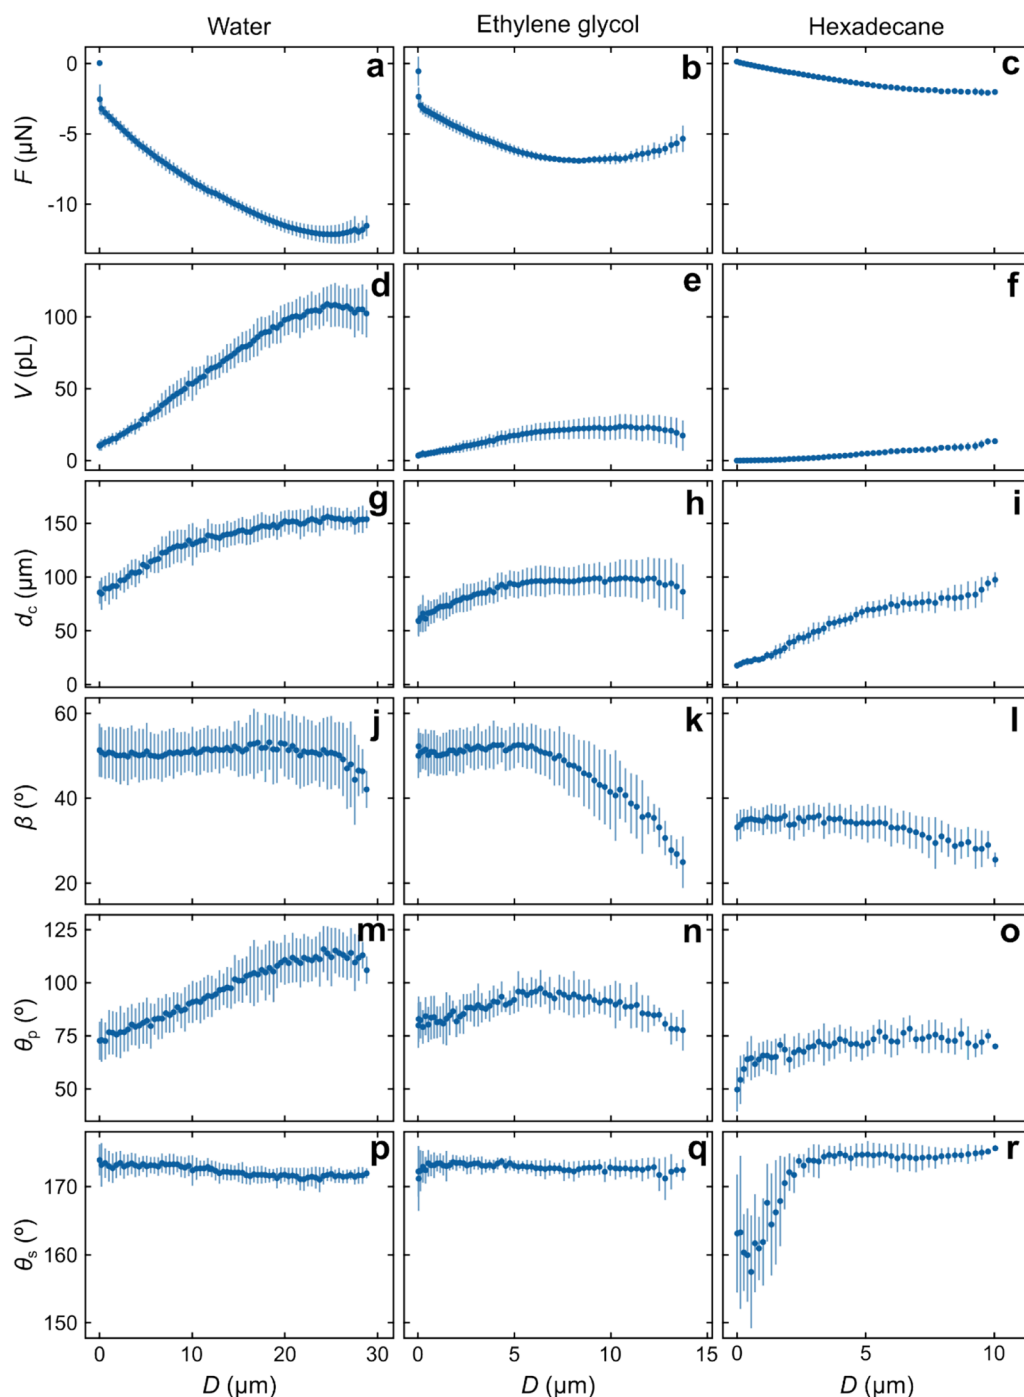 Water Ethylene glycol Hexadecane
a b c
F (µN)
0
-5
-10
d e f
V (pL)
100
50
0
g h i
d_c (µm)
150
100
50
0
j k l
β (º)
60
40
20
m n o
θ_p (º)
125
100
75
50
p q r
θ_s (º)
170
160
150
0 10 20 30 0 5 10 15 0 5 10
D (µm) D (µm) D (µm)